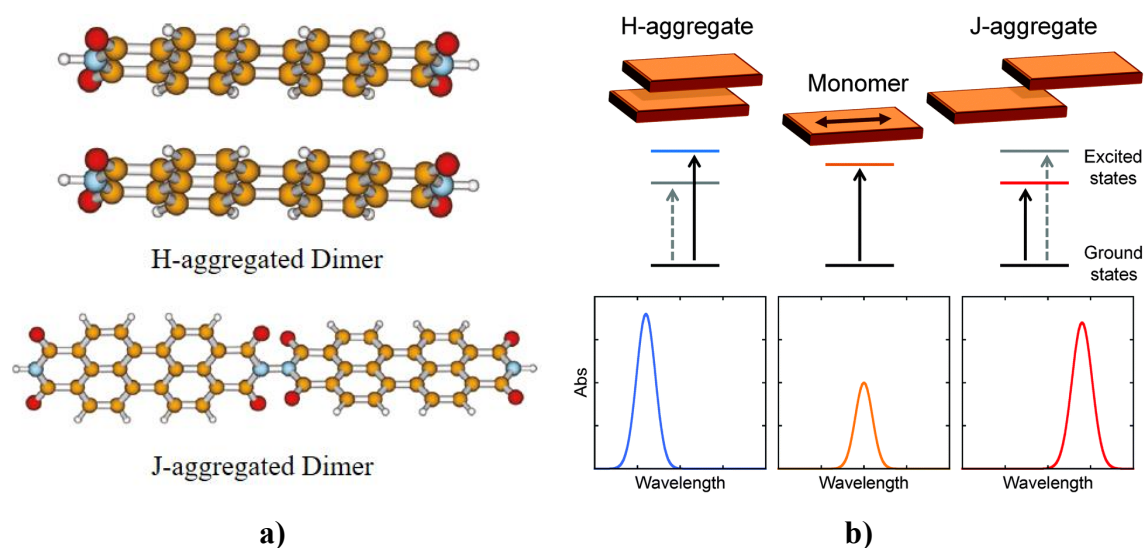 H-aggregated Dimer
J-aggregated Dimer
a)
H-aggregate
Monomer
J-aggregate
Excited
states
Ground
states
Abs
Wavelength
Wavelength
Wavelength
b)